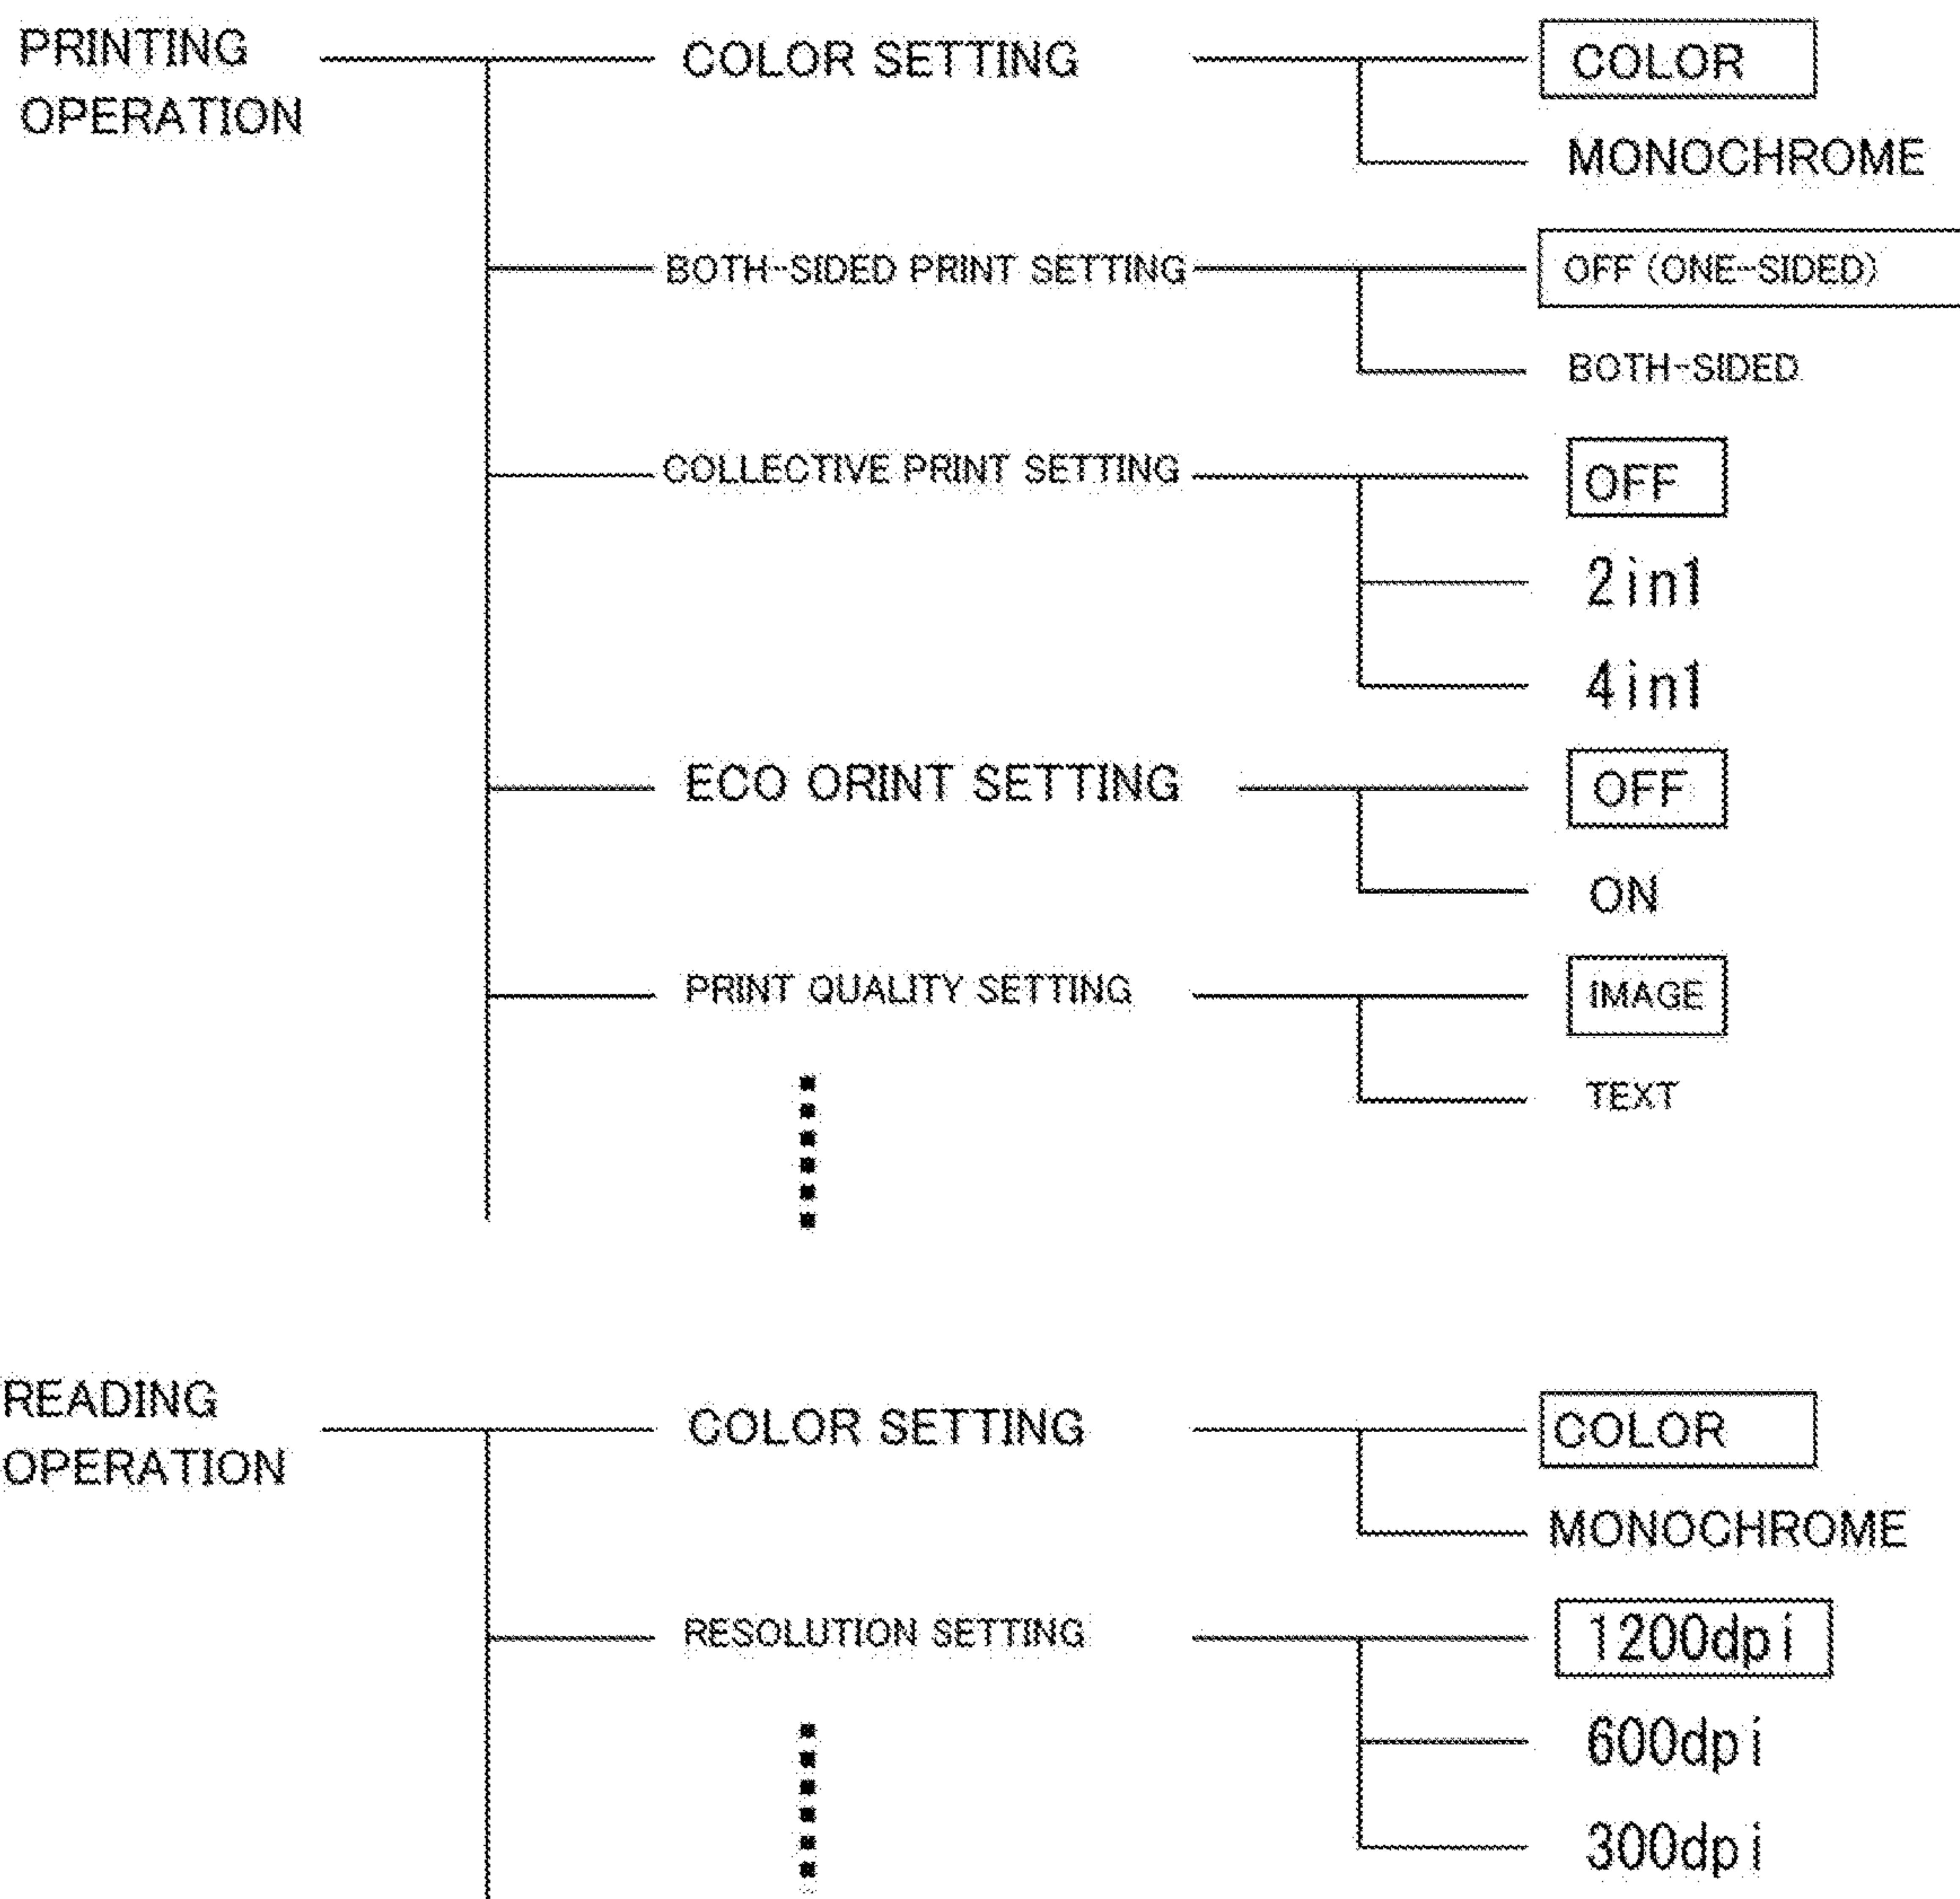 PRINTING
OPERATION
COLOR SETTING
COLOR
MONOCHROME
BOTH-SIDED PRINT SETTING
OFF (ONE-SIDED)
BOTH-SIDED
COLLECTIVE PRINT SETTING
OFF
2in1
4in1
ECO ORINT SETTING
OFF
ON
PRINT QUALITY SETTING
IMAGE
TEXT
READING
OPERATION
COLOR SETTING
COLOR
MONOCHROME
RESOLUTION SETTING
1200dpi
600dpi
300dpi